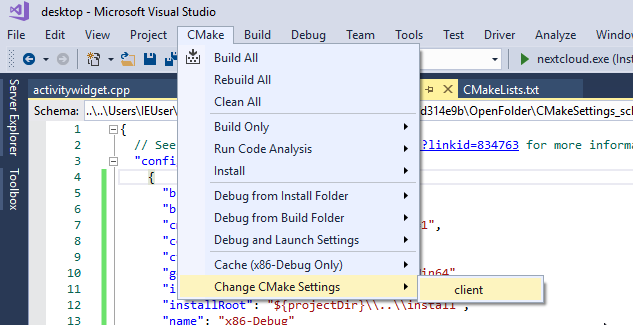 desktop - Microsoft Visual Studio
File Edit View Project CMake Build Debug Team Tools Test Analyze Window
nextcloud.exe (Inst
activitywidget.cpp CMakeLists.txt
Schema: ..\..\Users\IEUser\ d314e9b\OpenFolder\CMakeSettings_sch
Server Explorer
Toolbox
Build All
Rebuild All
Clean All
Build Only
Run Code Analysis
Install
Debug from Install Folder
Debug from Build Folder
Debug and Launch Settings
Cache (x86-Debug Only)
Change CMake Settings
client
1 {
2 // See ?linkid=834763 for more informa
3 "confi
4 {
5 "b
6 "b
7 "c 1",
8 "co
9 "c
10 "g in64"
11 "i
12 "installRoot": "${projectDir}\\..\\install",
13 "name": "x86-Debug"